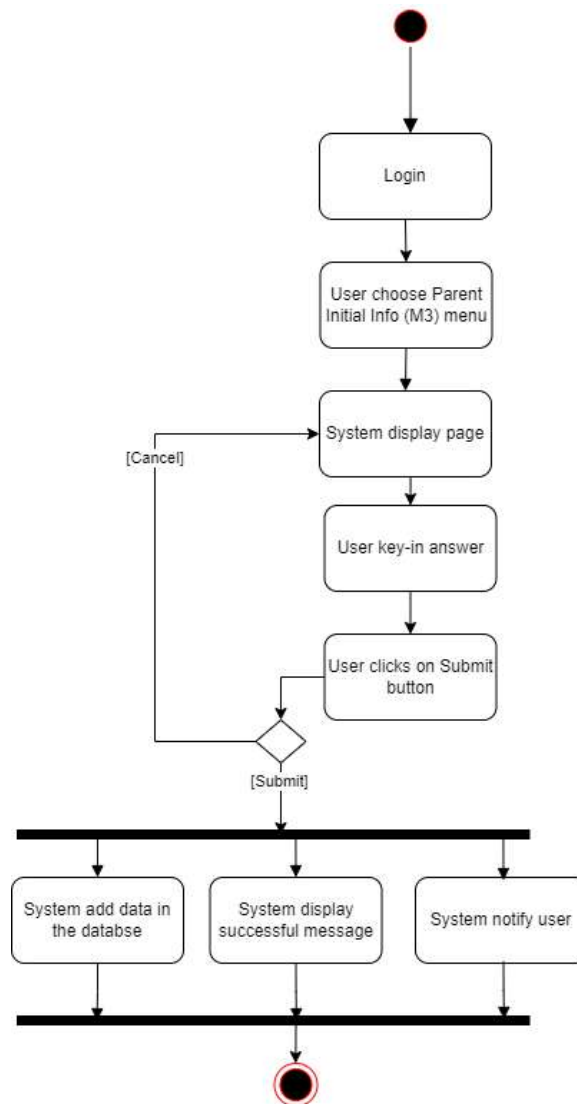 Login
User choose Parent
Initial Info (M3) menu
System display page
[Cancel]
User key-in answer
User clicks on Submit
button
[Submit]
System add data in
the databse
System display
successful message
System notify user